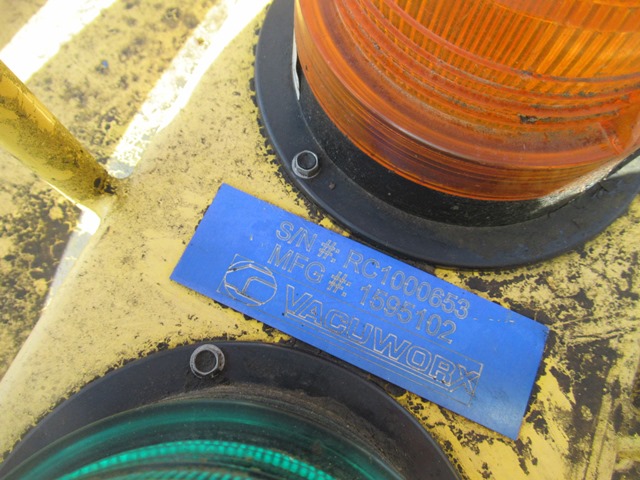 S/N #: RC1000653
MFG #: 1595102
VACUWORX